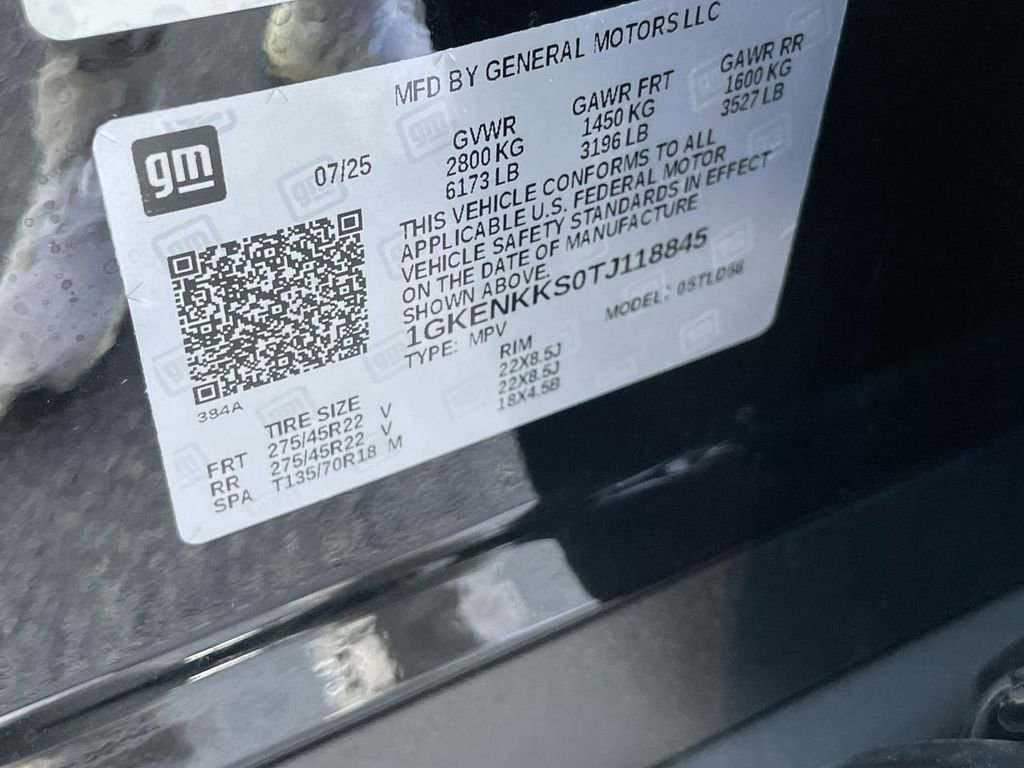 MFD BY GENERAL MOTORS LLC
gm
07/25
GVWR
2800 KG
6173 LB
GAWR FRT
1450 KG
3196 LB
GAWR RR
1600 KG
3527 LB
THIS VEHICLE CONFORMS TO ALL
APPLICABLE U.S. FEDERAL MOTOR
VEHICLE SAFETY STANDARDS IN EFFECT
ON THE DATE OF MANUFACTURE
SHOWN ABOVE.
1GKENKKS0TJ118845
TYPE: MPV
MODEL: 05TLD56
384A
TIRE SIZE
RIM
FRT 275/45R22 V 22X8.5J
RR 275/45R22 V 22X8.5J
SPA T135/70R18 M 18X4.5B